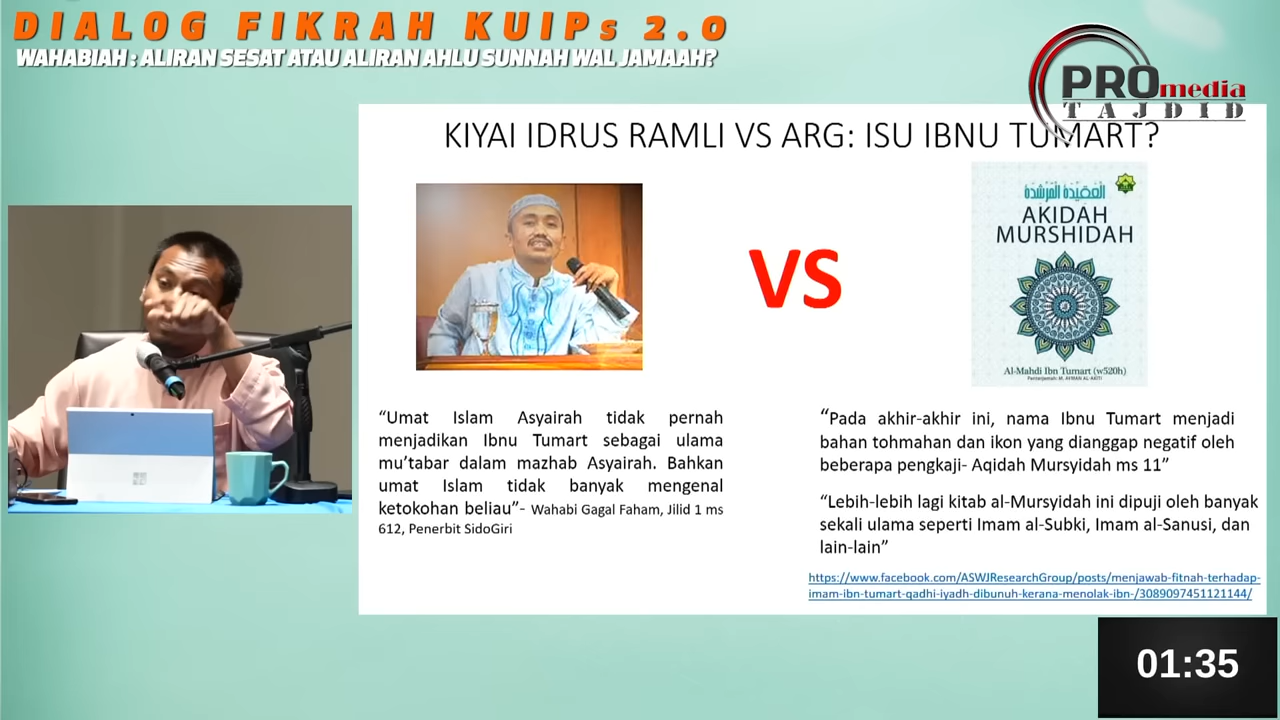 DIALOG FIKRAH KUIPs 2.0
WAHABIAH : ALIRAN SESAT ATAU ALIRAN AHLU SUNNAH WAL JAMAAH?
PROmedia
TAJDID
KIYAI IDRUS RAMLI VS ARG: ISU IBNU TUMART?
VS
العقيدة المرشدة
AKIDAH
MURSHIDAH
Al-Mahdi Ibn Tumart (w520h)
Penterjemah: M. AYMAN AL-AKITI
“Umat Islam Asyairah tidak pernah
menjadikan Ibnu Tumart sebagai ulama
mu’tabar dalam mazhab Asyairah. Bahkan
umat Islam tidak banyak mengenal
ketokohan beliau”- Wahabi Gagal Faham, Jilid 1 ms
612, Penerbit SidoGiri
“Pada akhir-akhir ini, nama Ibnu Tumart menjadi
bahan tohmahan dan ikon yang dianggap negatif oleh
beberapa pengkaji- Aqidah Mursyidah ms 11”
“Lebih-lebih lagi kitab al-Mursyidah ini dipuji oleh banyak
sekali ulama seperti Imam al-Subki, Imam al-Sanusi, dan
lain-lain”
https://www.facebook.com/ASWJResearchGroup/posts/menjawab-fitnah-terhadap-
imam-ibn-tumart-qadhi-iyadh-dibunuh-kerana-menolak-ibn-/3089097451121144/
01:35